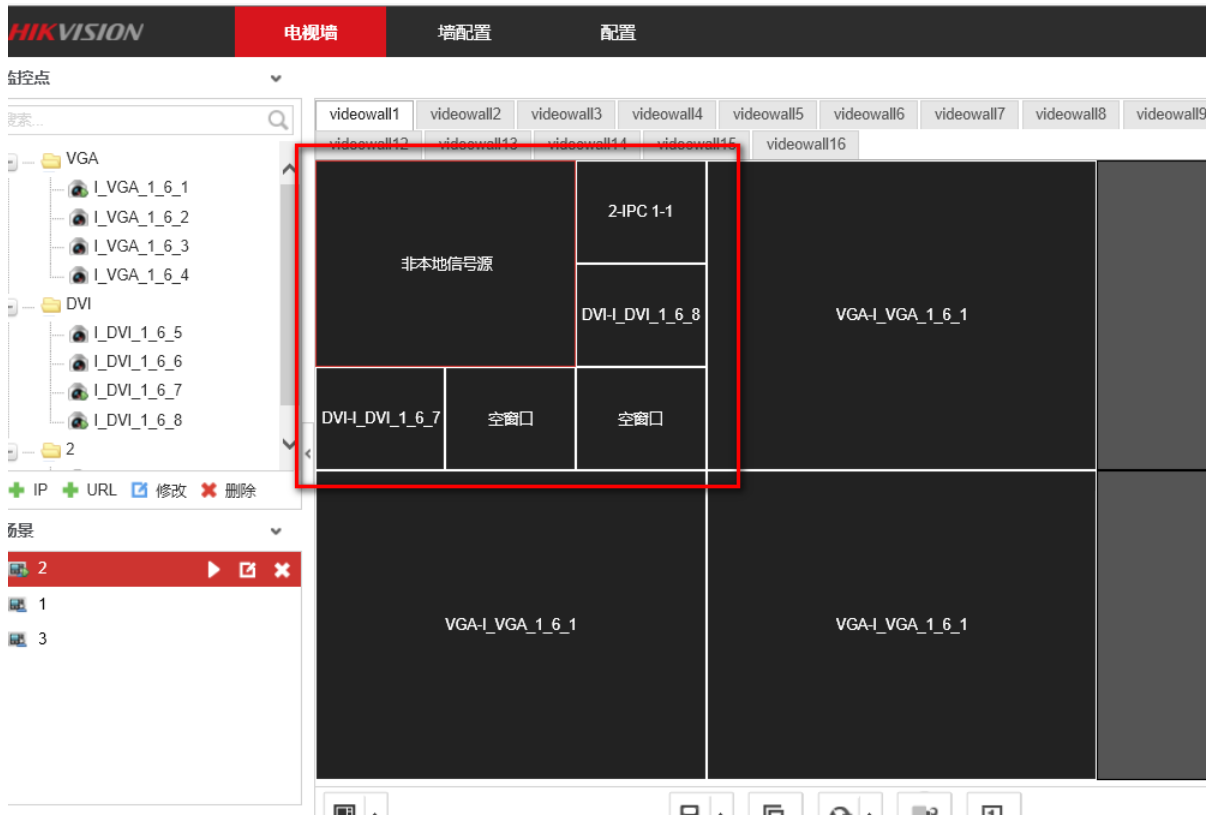 HIKVISION
电视墙 墙配置 配置
监控点
搜索...
VGA
I_VGA_1_6_1
I_VGA_1_6_2
I_VGA_1_6_3
I_VGA_1_6_4
DVI
I_DVI_1_6_5
I_DVI_1_6_6
I_DVI_1_6_7
I_DVI_1_6_8
2
IP URL 修改 删除
场景
2
1
3
videowall1 videowall2 videowall3 videowall4 videowall5 videowall6 videowall7 videowall8 videowall9
videowall12 videowall13 videowall14 videowall15 videowall16
非本地信号源
2-IPC 1-1
DVI-I_DVI_1_6_8
DVI-I_DVI_1_6_7 空窗口 空窗口
VGA-I_VGA_1_6_1
VGA-I_VGA_1_6_1 VGA-I_VGA_1_6_1